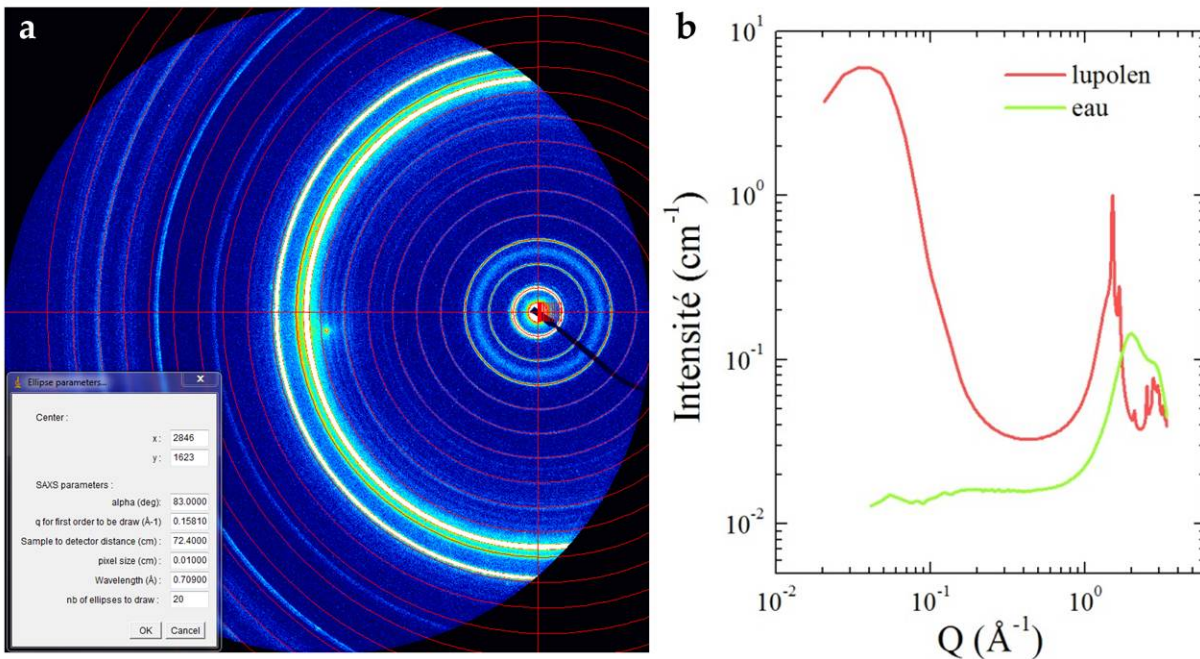 a
Ellipse parameters...
X
Center :
x: 2846
y: 1623
SAXS parameters :
alpha (deg): 83.0000
q for first order to be draw (Å-1) 0.15810
Sample to detector distance (cm) : 72.4000
pixel size (cm): 0.01000
Wavelength (Å) : 0.70900
nb of ellipses to draw : 20
OK Cancel
b
lupolen
eau
Intensité (cm⁻¹)
10¹
10⁰
10⁻¹
10⁻²
10⁻² 10⁻¹ 10⁰
Q (Å⁻¹)